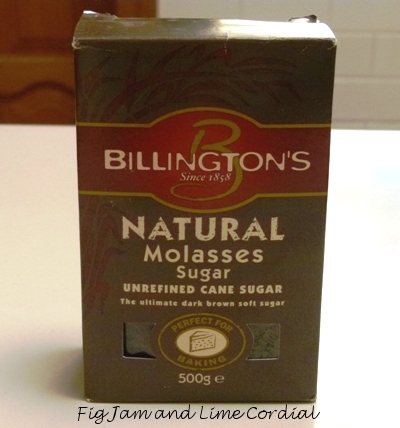 BILLINGTON'S
Since 1858
NATURAL
Molasses
Sugar
UNREFINED CANE SUGAR
The ultimate dark brown soft sugar
PERFECT FOR
BAKING
500g e
Fig Jam and Lime Cordial